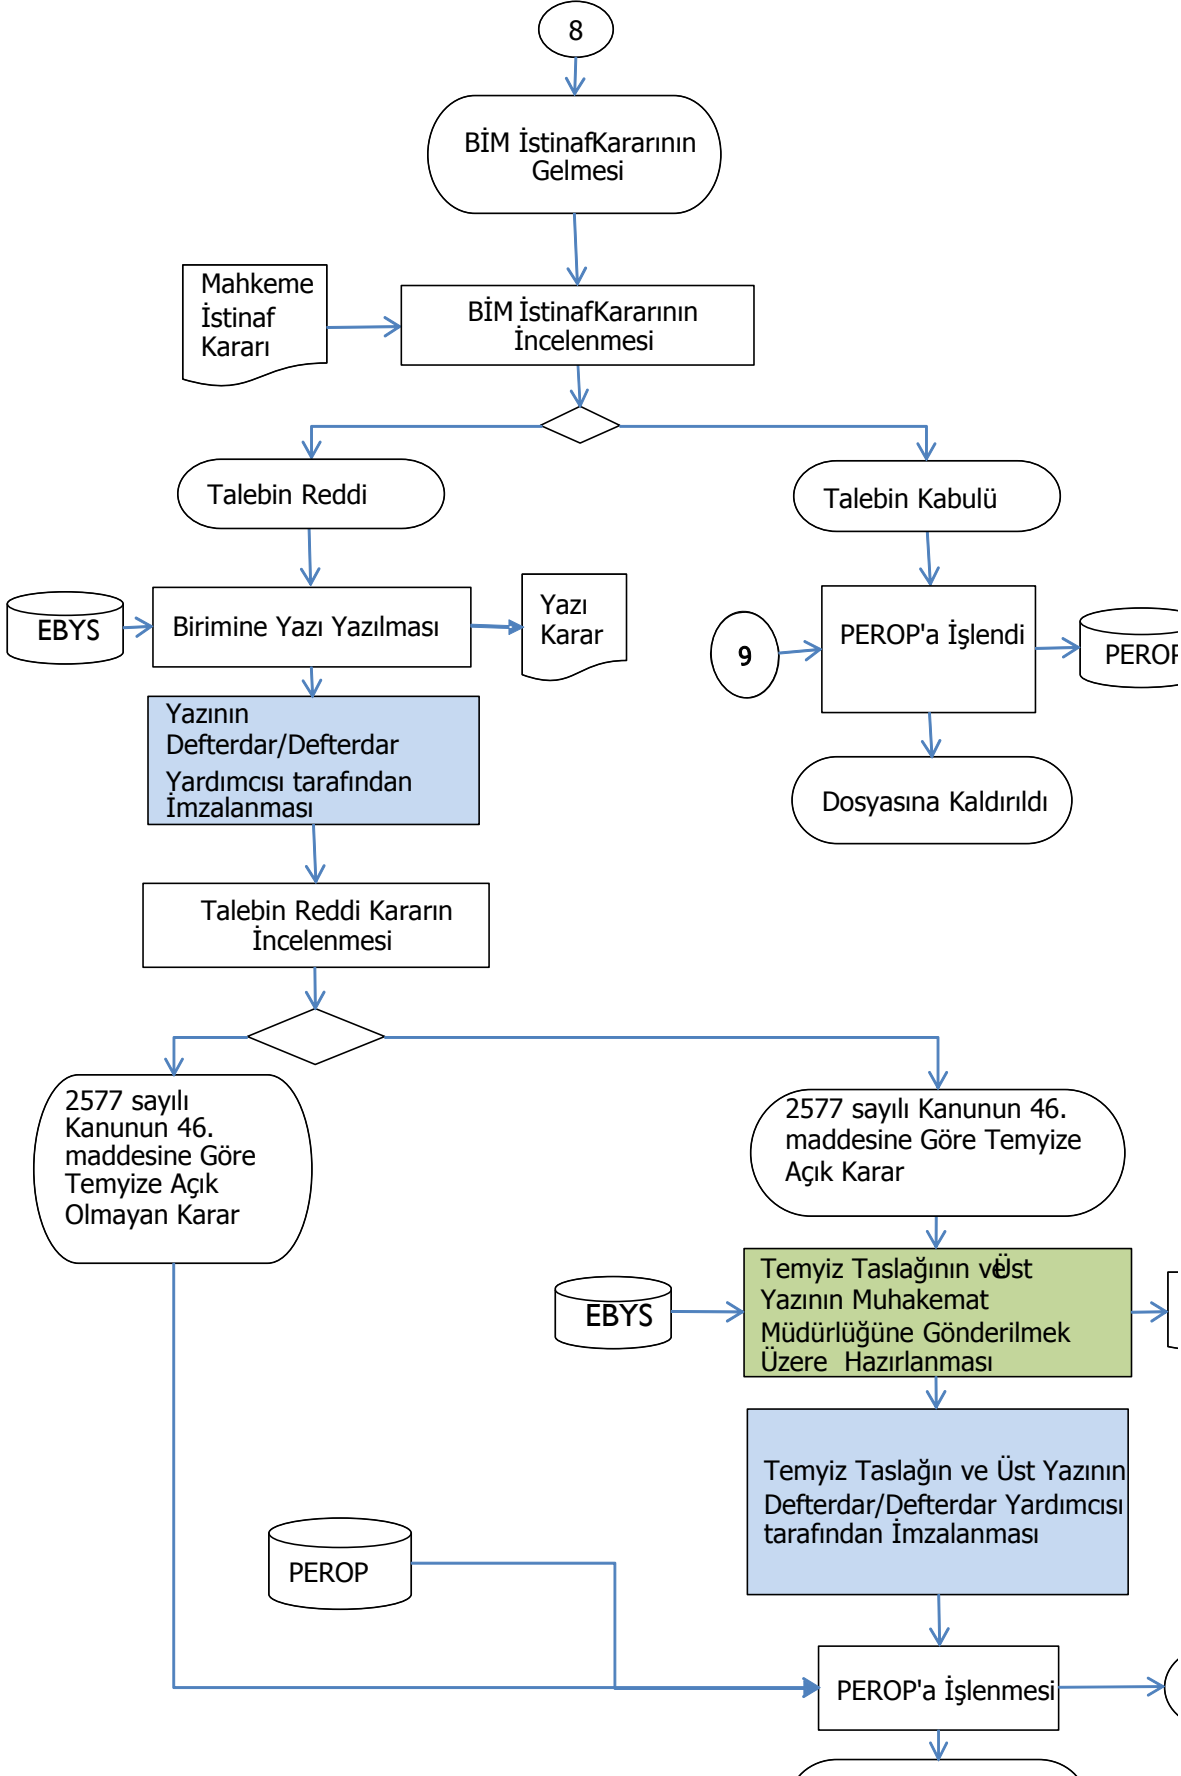 8
BİM İstinafKararının
Gelmesi
Mahkeme
İstinaf
Kararı
BİM İstinafKararının
İncelenmesi
Talebin Reddi
Talebin Kabulü
EBYS
Birimine Yazı Yazılması
Yazı
Karar
9
PEROP'a İşlendi
PEROP
Yazının
Defterdar/Defterdar
Yardımcısı tarafından
İmzalanması
Dosyasına Kaldırıldı
Talebin Reddi Kararın
İncelenmesi
2577 sayılı
Kanunun 46.
maddesine Göre
Temyize Açık
Olmayan Karar
2577 sayılı Kanunun 46.
maddesine Göre Temyize
Açık Karar
EBYS
Temyiz Taslağının ve Üst
Yazının Muhakemat
Müdürlüğüne Gönderilmek
Üzere Hazırlanması
Temyiz Taslağın ve Üst Yazının
Defterdar/Defterdar Yardımcısı
tarafından İmzalanması
PEROP
PEROP'a İşlenmesi